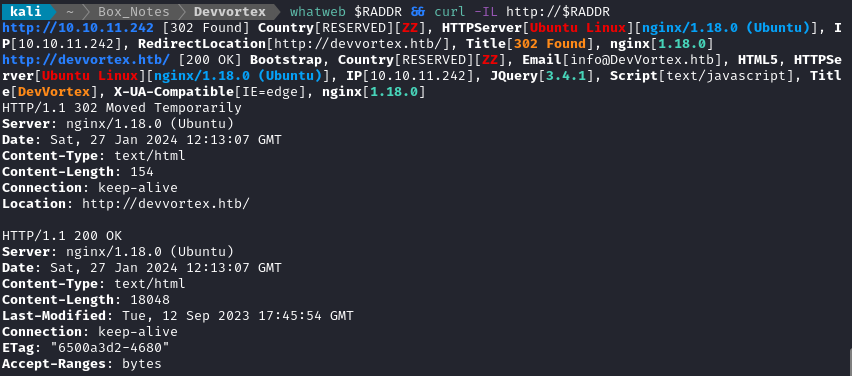 kali ~ Box_Notes Devvortex whatweb $RADDR && curl -IL http://$RADDR
http://10.10.11.242 [302 Found] Country[RESERVED][ZZ], HTTPServer[Ubuntu Linux][nginx/1.18.0 (Ubuntu)], I
P[10.10.11.242], RedirectLocation[http://devvortex.htb/], Title[302 Found], nginx[1.18.0]
http://devvortex.htb/ [200 OK] Bootstrap, Country[RESERVED][ZZ], Email[info@DevVortex.htb], HTML5, HTTPSe
rver[Ubuntu Linux][nginx/1.18.0 (Ubuntu)], IP[10.10.11.242], JQuery[3.4.1], Script[text/javascript], Titl
e[DevVortex], X-UA-Compatible[IE=edge], nginx[1.18.0]
HTTP/1.1 302 Moved Temporarily
Server: nginx/1.18.0 (Ubuntu)
Date: Sat, 27 Jan 2024 12:13:07 GMT
Content-Type: text/html
Content-Length: 154
Connection: keep-alive
Location: http://devvortex.htb/

HTTP/1.1 200 OK
Server: nginx/1.18.0 (Ubuntu)
Date: Sat, 27 Jan 2024 12:13:07 GMT
Content-Type: text/html
Content-Length: 18048
Last-Modified: Tue, 12 Sep 2023 17:45:54 GMT
Connection: keep-alive
ETag: "6500a3d2-4680"
Accept-Ranges: bytes